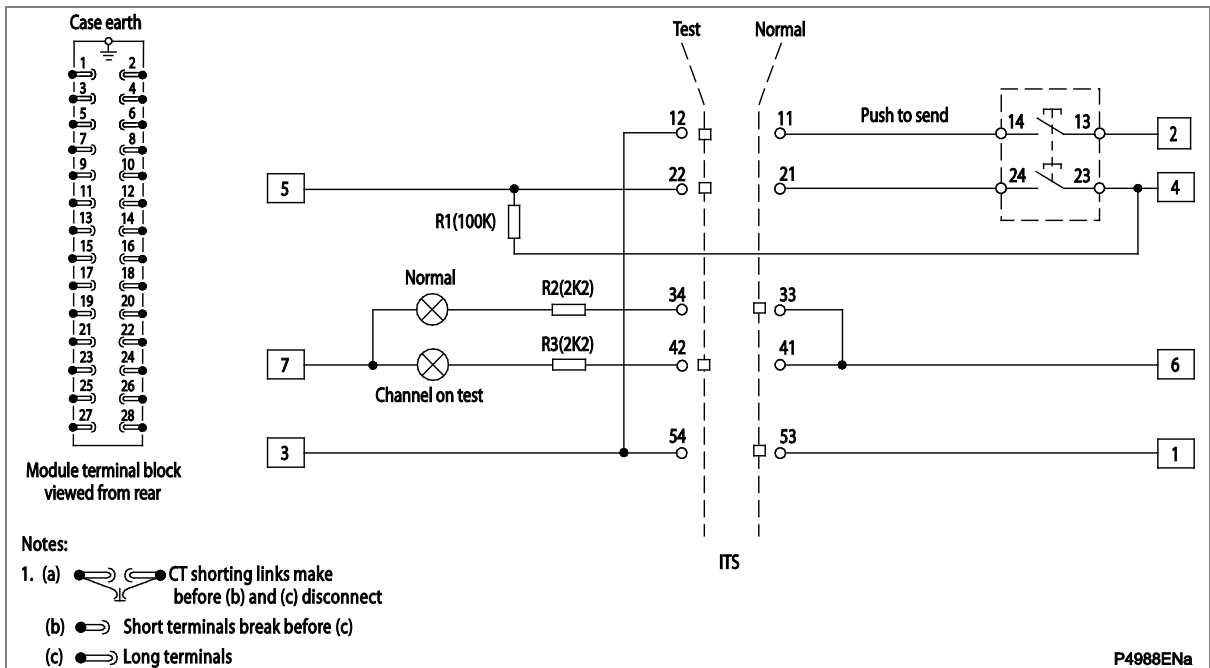 Case earth
1 2
3 4
5 6
7 8
9 10
11 12
13 14
15 16
17 18
19 20
21 22
23 24
25 26
27 28
Module terminal block
viewed from rear
Test Normal
12 11 Push to send 14 13 2
5 22 21 24 23 4
R1(100K)
Normal R2(2K2) 34 33
7 R3(2K2) 42 41 6
Channel on test
3 54 53 1
ITS
Notes:
1. (a) CT shorting links make
before (b) and (c) disconnect
(b) Short terminals break before (c)
(c) Long terminals
P4988ENa